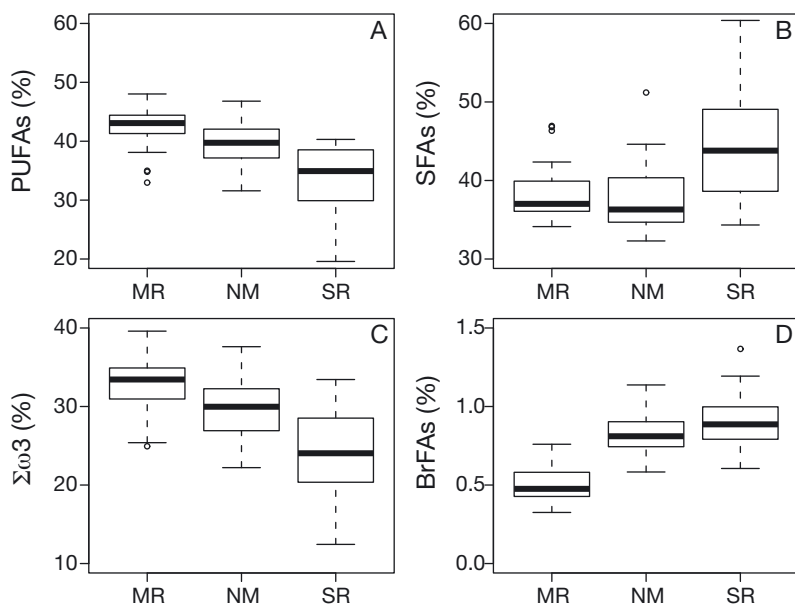 A
PUFAs (%)
60
50
40
30
20
MR NM SR
B
SFAs (%)
60
50
40
30
MR NM SR
C
Σω3 (%)
40
30
20
10
MR NM SR
D
BrFAs (%)
1.5
1.0
0.5
0.0
MR NM SR